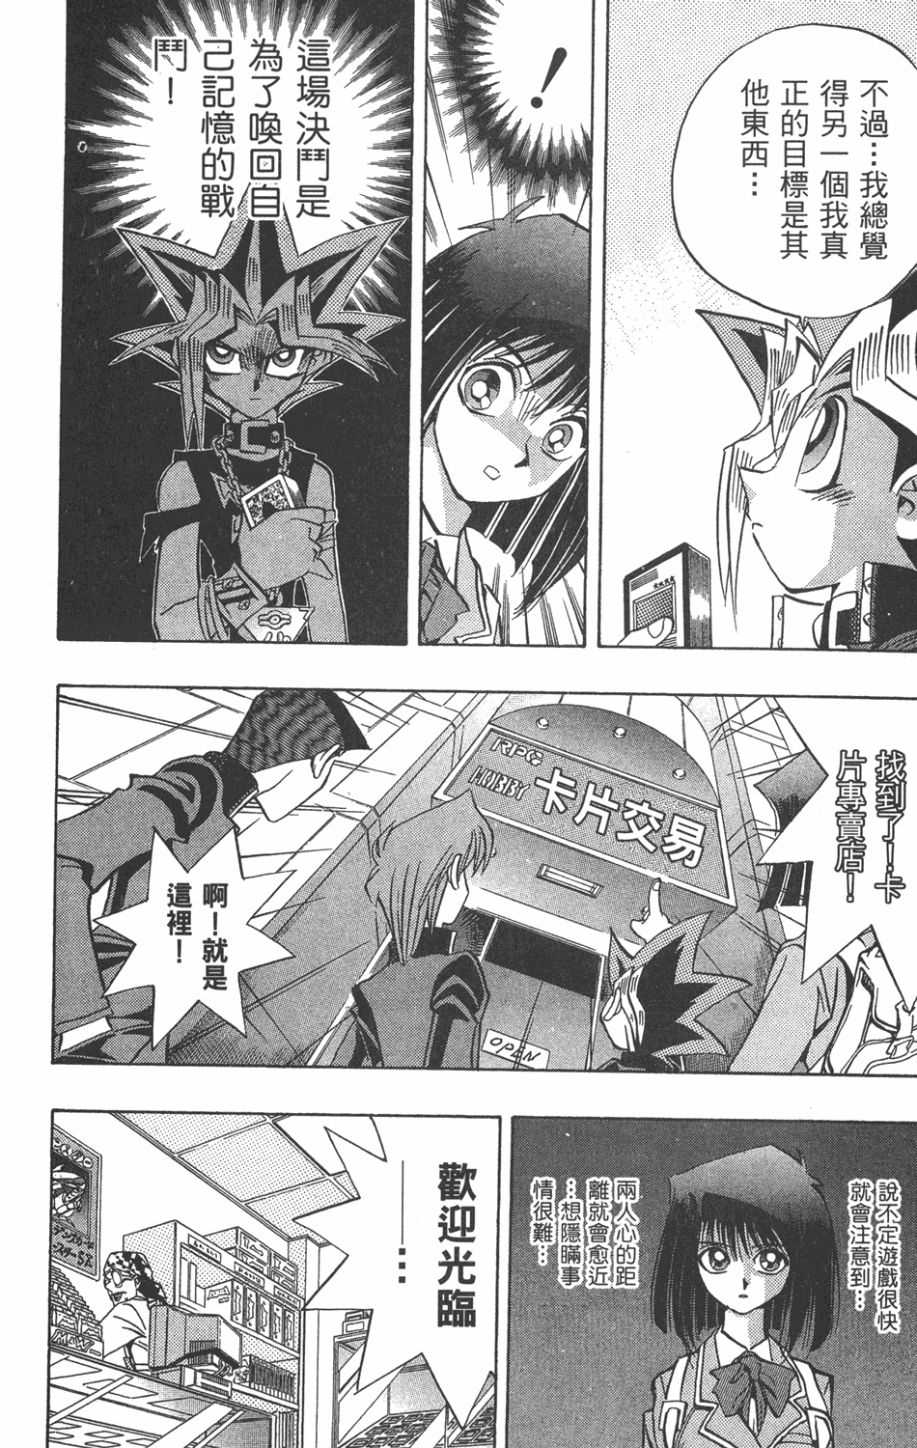 不過…我總覺
得另一個我真
正的目標是其
他東西…
！
這場決鬥是
為了喚回自
己記憶的戰
鬥！
找到了！卡
片專賣店！
RPG
HOBBY
卡片交易
OPEN
啊！就是
這裡！
說不定遊戲很快
就會注意到…
兩人心的距
離就會愈近
…想隱瞞事
情很難…
歡迎光臨
──…